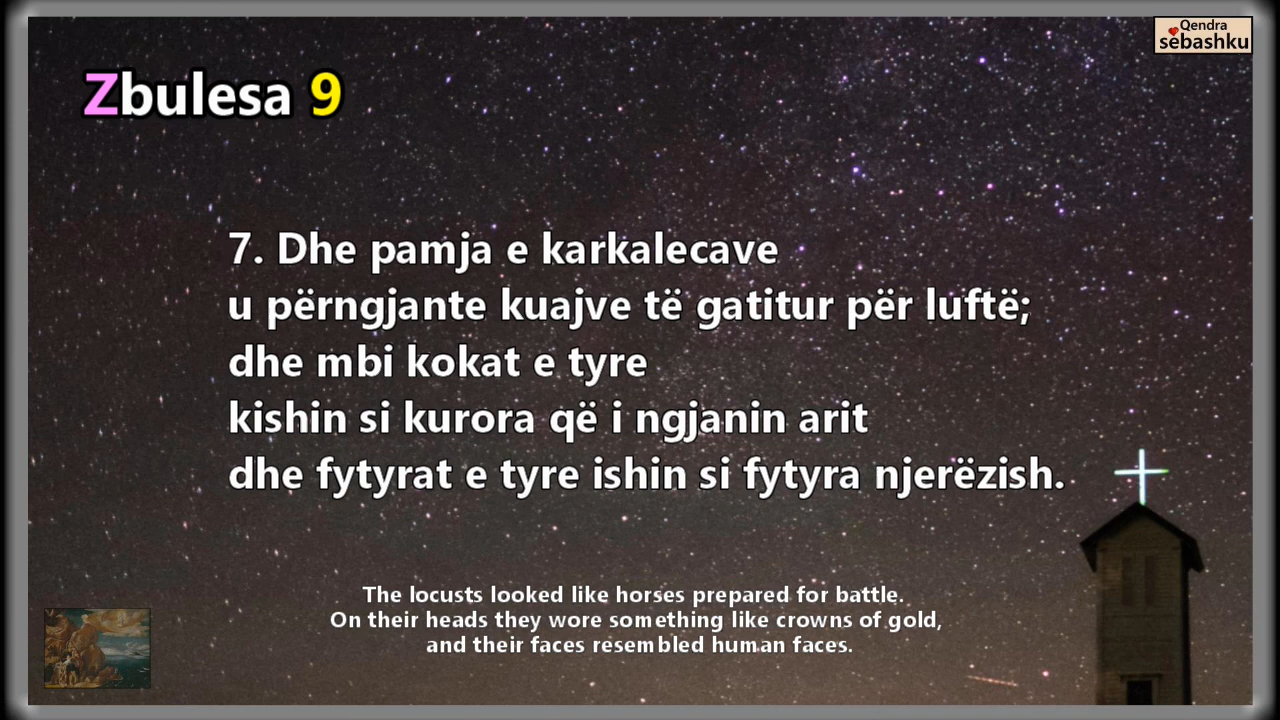 Qendra
sebashku
Zbulesa 9
7. Dhe pamja e karkalecave
u përngjante kuajve të gatitur për luftë;
dhe mbi kokat e tyre
kishin si kurora që i ngjanin arit
dhe fytyrat e tyre ishin si fytyra njerëzish.
The locusts looked like horses prepared for battle.
On their heads they wore something like crowns of gold,
and their faces resembled human faces.